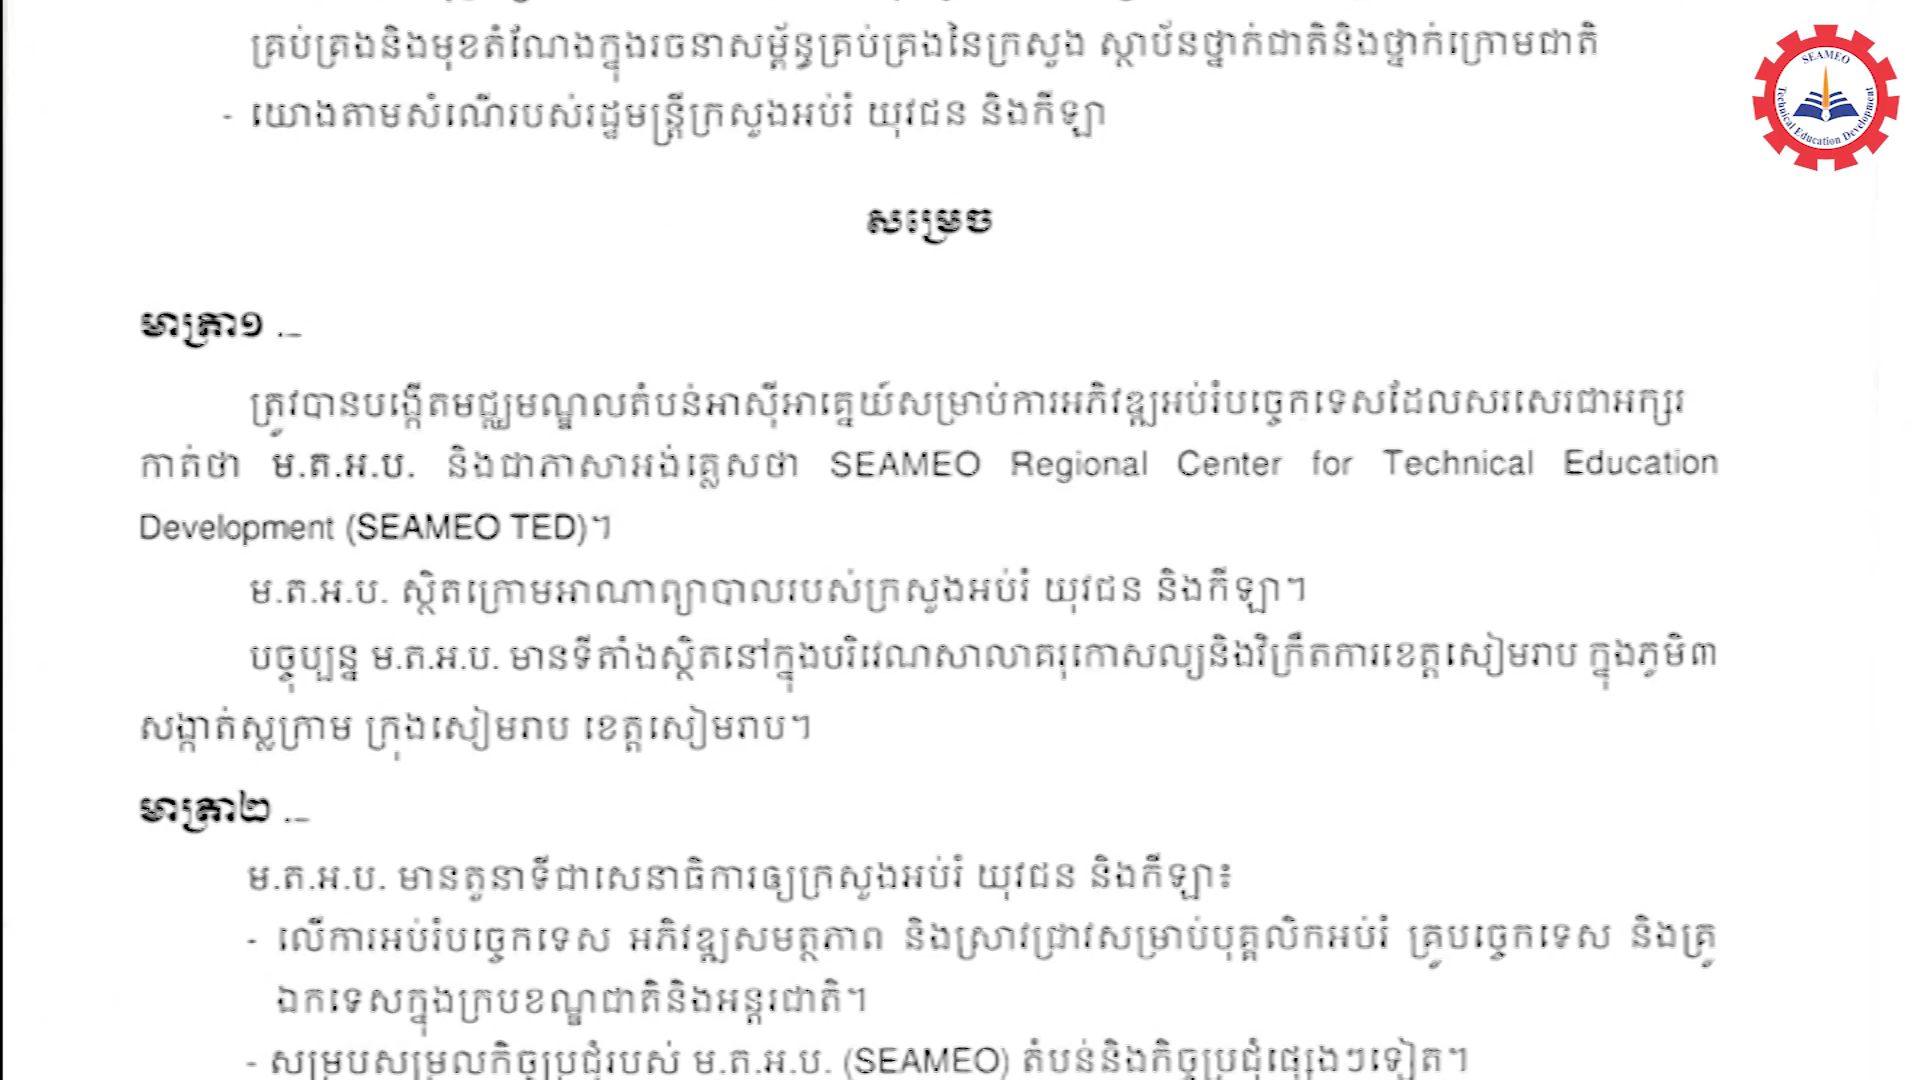 គ្រប់គ្រងនិងមុខតំណែងក្នុងរចនាសម្ព័ន្ធគ្រប់គ្រងនៃក្រសួង ស្ថាប័នថ្នាក់ជាតិនិងថ្នាក់ក្រោមជាតិ
- យោងតាមសំណើរបស់រដ្ឋមន្ត្រីក្រសួងអប់រំ យុវជន និងកីឡា
SEAMEO
Technical Education Development
សម្រេច
មាត្រា១ ._
ត្រូវបានបង្កើតមជ្ឈមណ្ឌលតំបន់អាស៊ីអាគ្នេយ៍សម្រាប់ការអភិវឌ្ឍអប់រំបច្ចេកទេសដែលសរសេរជាអក្សរ
កាត់ថា ម.ត.អ.ប. និងជាភាសាអង់គ្លេសថា SEAMEO Regional Center for Technical Education
Development (SEAMEO TED)។
ម.ត.អ.ប. ស្ថិតក្រោមអាណាព្យាបាលរបស់ក្រសួងអប់រំ យុវជន និងកីឡា។
បច្ចុប្បន្ន ម.ត.អ.ប. មានទីតាំងស្ថិតនៅក្នុងបរិវេណសាលាគរុកោសល្យនិងវិក្រឹតការខេត្តសៀមរាប ក្នុងភូមិ៣
សង្កាត់ស្លក្រាម ក្រុងសៀមរាប ខេត្តសៀមរាប។
មាត្រា២ ._
ម.ត.អ.ប. មានតួនាទីជាសេនាធិការឲ្យក្រសួងអប់រំ យុវជន និងកីឡា៖
- លើការអប់រំបច្ចេកទេស អភិវឌ្ឍសមត្ថភាព និងស្រាវជ្រាវសម្រាប់បុគ្គលិកអប់រំ គ្រូបច្ចេកទេស និងគ្រូ
ឯកទេសក្នុងក្របខណ្ឌជាតិនិងអន្តរជាតិ។
- សម្របសម្រួលកិច្ចប្រជុំរបស់ ម.ត.អ.ប. (SEAMEO) តំបន់និងកិច្ចប្រជុំផ្សេងៗទៀត។